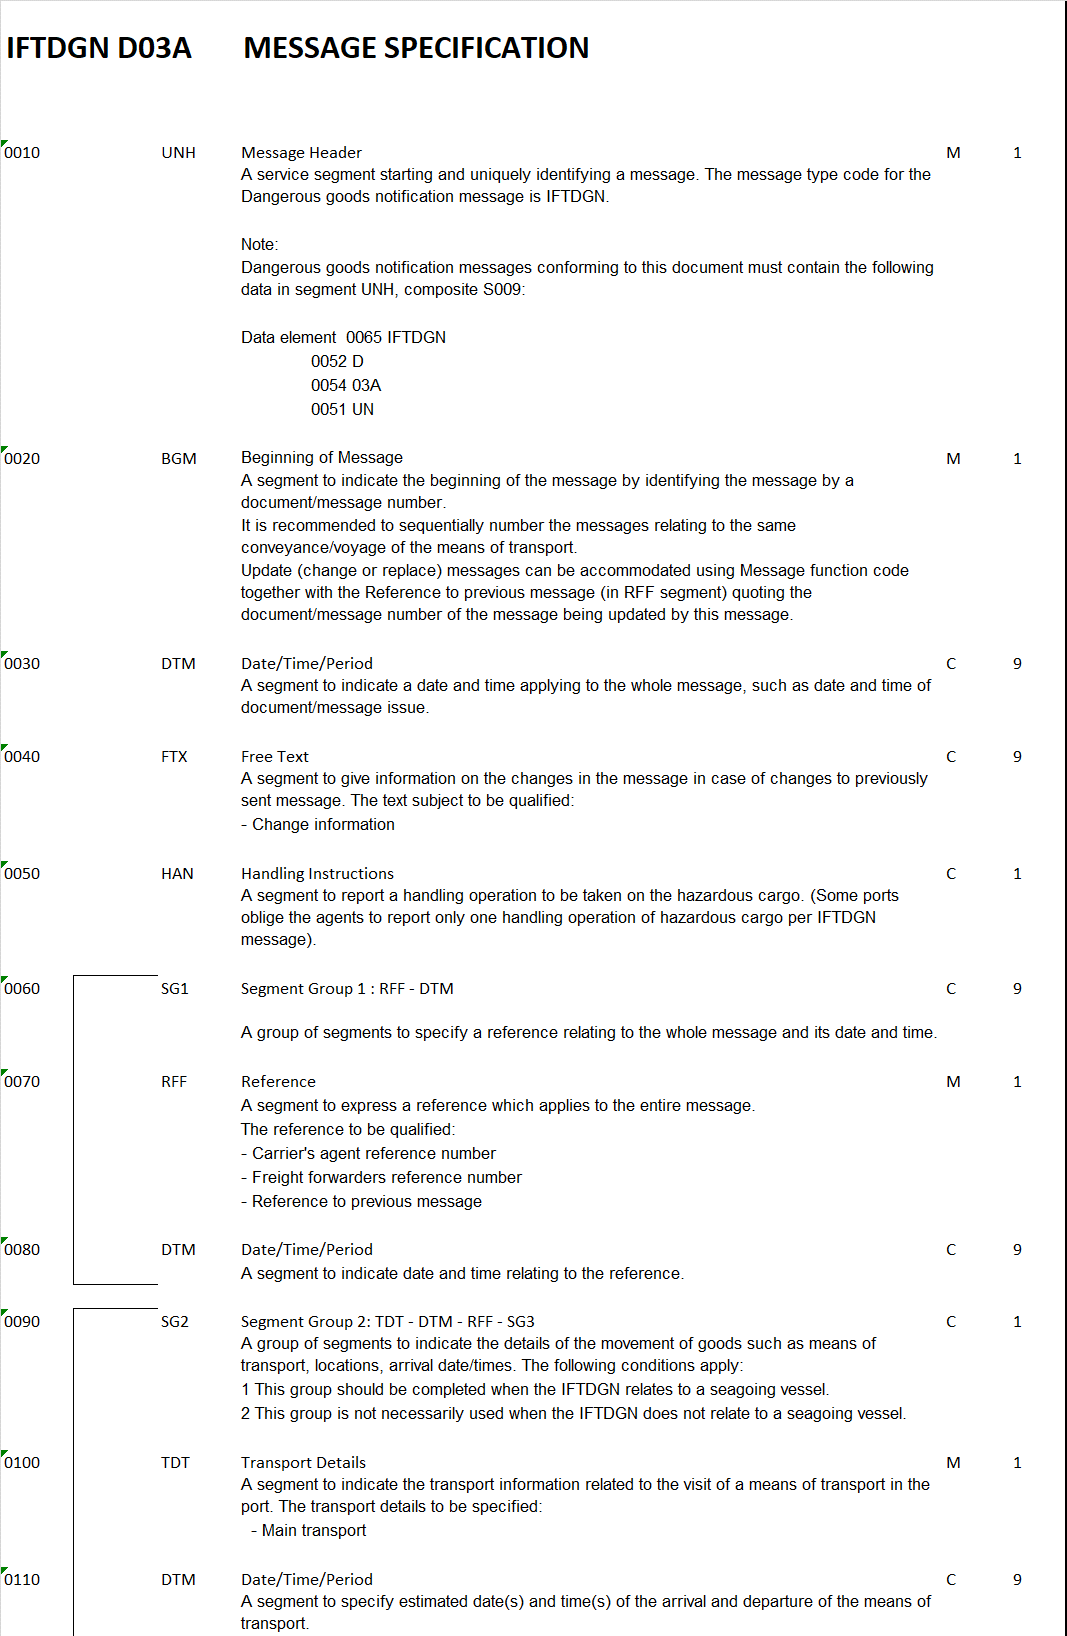 IFTDGN D03A MESSAGE SPECIFICATION
0010 UNH Message Header M 1
A service segment starting and uniquely identifying a message. The message type code for the
Dangerous goods notification message is IFTDGN.
Note:
Dangerous goods notification messages conforming to this document must contain the following
data in segment UNH, composite S009:
Data element 0065 IFTDGN
0052 D
0054 03A
0051 UN
0020 BGM Beginning of Message M 1
A segment to indicate the beginning of the message by identifying the message by a
document/message number.
It is recommended to sequentially number the messages relating to the same
conveyance/voyage of the means of transport.
Update (change or replace) messages can be accommodated using Message function code
together with the Reference to previous message (in RFF segment) quoting the
document/message number of the message being updated by this message.
0030 DTM Date/Time/Period C 9
A segment to indicate a date and time applying to the whole message, such as date and time of
document/message issue.
0040 FTX Free Text C 9
A segment to give information on the changes in the message in case of changes to previously
sent message. The text subject to be qualified:
- Change information
0050 HAN Handling Instructions C 1
A segment to report a handling operation to be taken on the hazardous cargo. (Some ports
oblige the agents to report only one handling operation of hazardous cargo per IFTDGN
message).
0060 SG1 Segment Group 1 : RFF - DTM C 9
A group of segments to specify a reference relating to the whole message and its date and time.
0070 RFF Reference M 1
A segment to express a reference which applies to the entire message.
The reference to be qualified:
- Carrier's agent reference number
- Freight forwarders reference number
- Reference to previous message
0080 DTM Date/Time/Period C 9
A segment to indicate date and time relating to the reference.
0090 SG2 Segment Group 2: TDT - DTM - RFF - SG3 C 1
A group of segments to indicate the details of the movement of goods such as means of
transport, locations, arrival date/times. The following conditions apply:
1 This group should be completed when the IFTDGN relates to a seagoing vessel.
2 This group is not necessarily used when the IFTDGN does not relate to a seagoing vessel.
0100 TDT Transport Details M 1
A segment to indicate the transport information related to the visit of a means of transport in the
port. The transport details to be specified:
- Main transport
0110 DTM Date/Time/Period C 9
A segment to specify estimated date(s) and time(s) of the arrival and departure of the means of
transport.